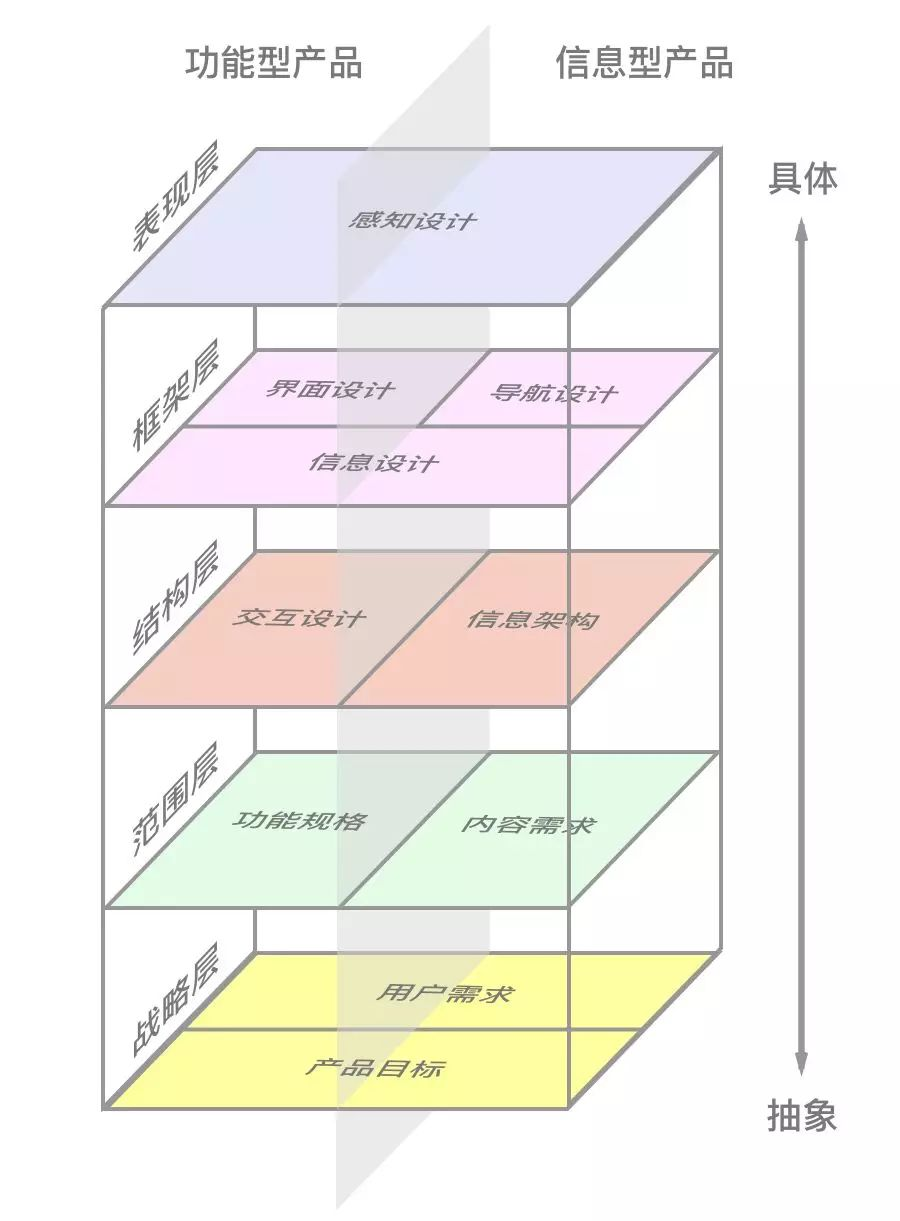 功能型产品
信息型产品
表现层
感知设计
具体
框架层
界面设计
导航设计
信息设计
结构层
交互设计
信息架构
范围层
功能规格
内容需求
战略层
用户需求
产品目标
抽象